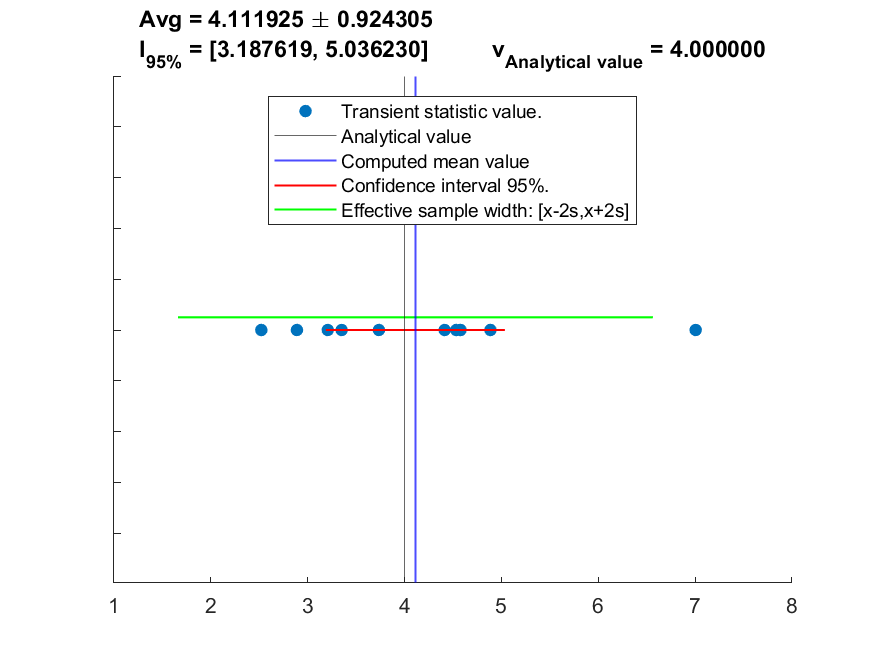 Avg = 4.111925 ± 0.924305
I95% = [3.187619, 5.036230] vAnalytical value = 4.000000
Transient statistic value.
Analytical value
Computed mean value
Confidence interval 95%.
Effective sample width: [x-2s,x+2s]
1 2 3 4 5 6 7 8